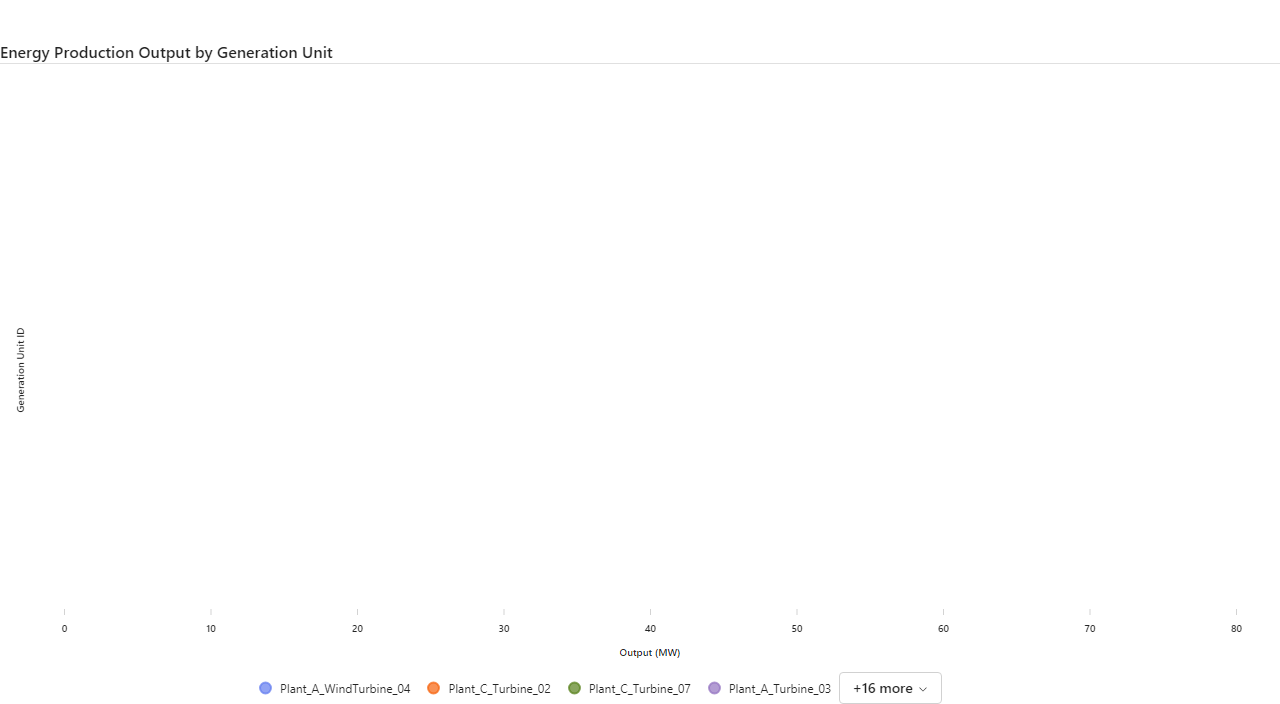 Energy Production Output by Generation Unit
Generation Unit ID
0 10 20 30 40 50 60 70 80
Output (MW)
Plant_A_WindTurbine_04 Plant_C_Turbine_02 Plant_C_Turbine_07 Plant_A_Turbine_03 +16 more